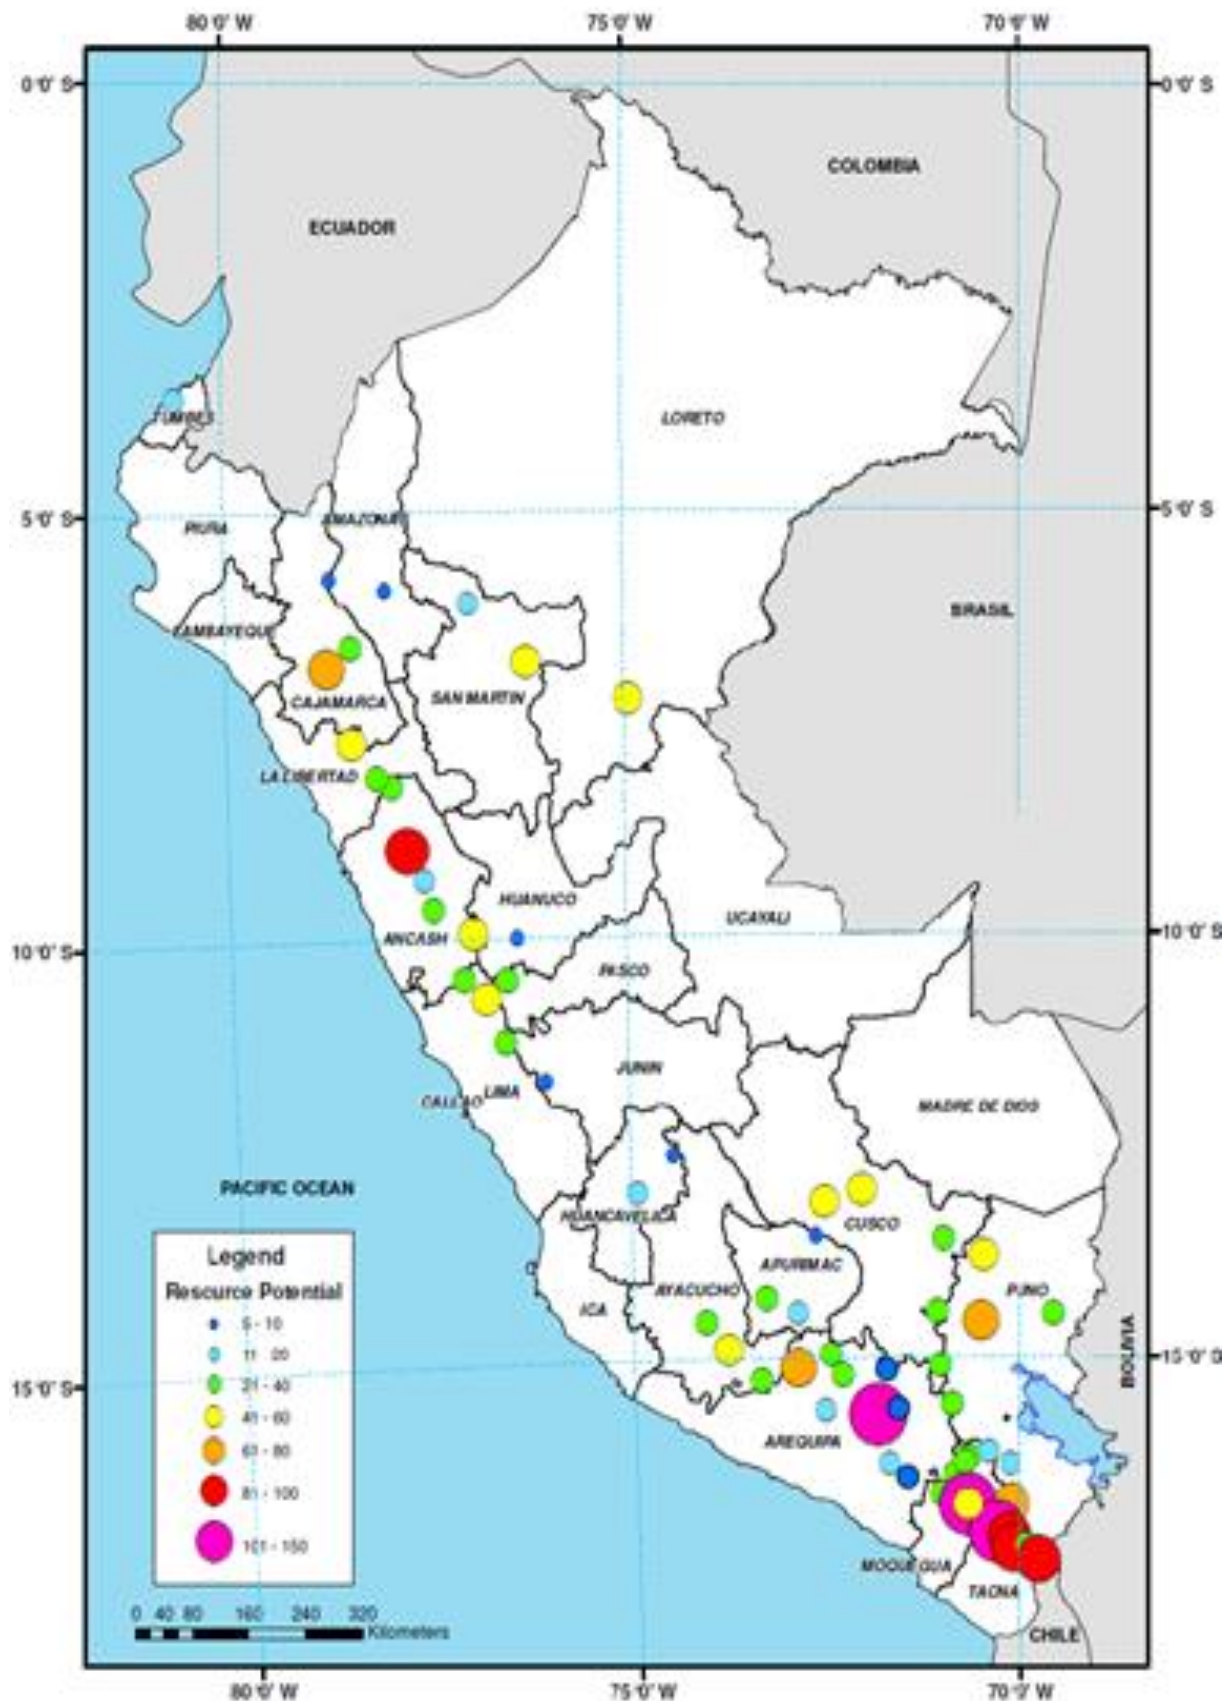 80°0' W 75°0' W 70°0' W
0°0' S 0°0' S
COLOMBIA
ECUADOR
TUMBES
LORETO
5°0' S 5°0' S
AMAZONAS
PIURA
BRASIL
LAMBAYEQUE
CAJAMARCA
SAN MARTIN
LA LIBERTAD
HUANUCO
UCAYALI
ANCASH
10°0' S 10°0' S
PASCO
JUNIN
CALLAO LIMA
MADRE DE DIOS
PACIFIC OCEAN
HUANCAVELICA
CUSCO
APURIMAC
AYACUCHO
PUNO
ICA
BOLIVIA
15°0' S
15°0' S
AREQUIPA
MOQUEGUA
TACNA
CHILE
Legend
Resource Potential
5 - 10
11 - 20
21 - 40
41 - 60
61 - 80
81 - 100
101 - 150
0 40 80 160 240 320
Kilometers
80°0' W 75°0' W 70°0' W